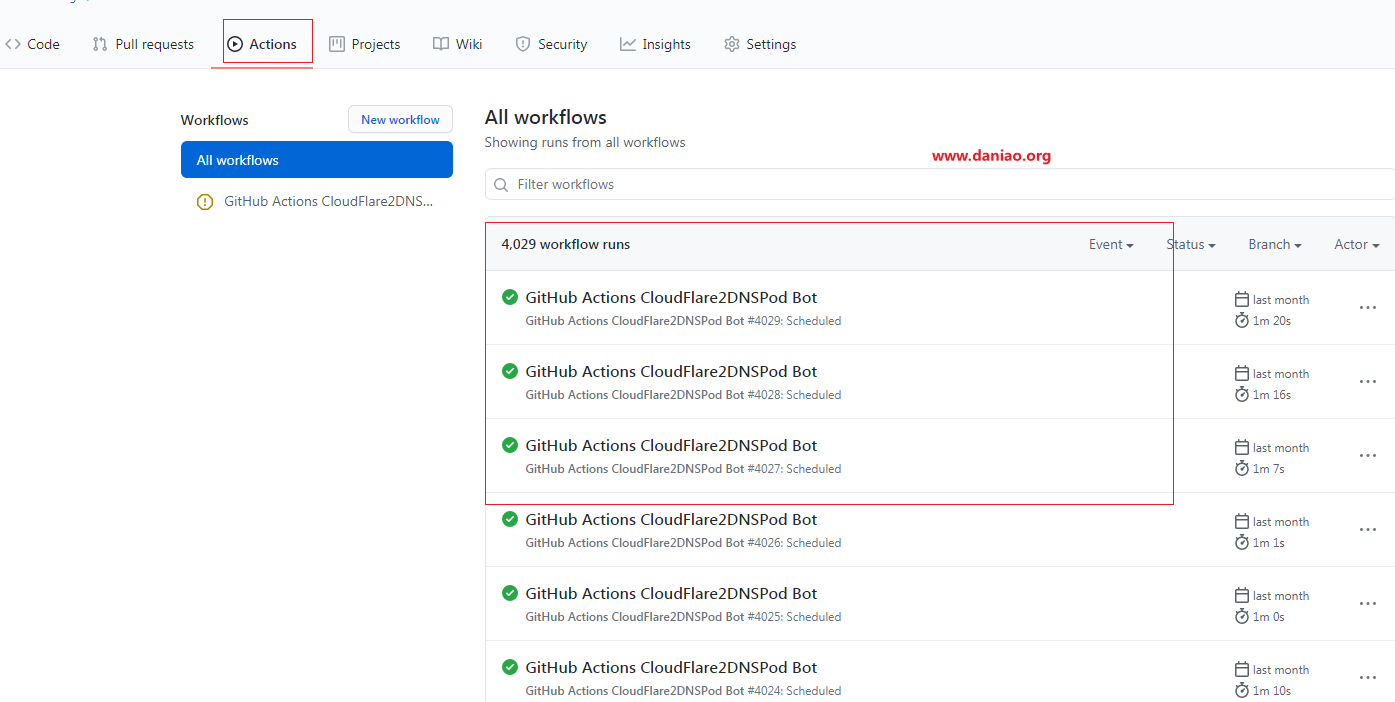 Code Pull requests Actions Projects Wiki Security Insights Settings
Workflows New workflow
All workflows
GitHub Actions CloudFlare2DNS...
All workflows
Showing runs from all workflows
www.daniao.org
Filter workflows
4,029 workflow runs Event Status Branch Actor
GitHub Actions CloudFlare2DNSPod Bot last month
GitHub Actions CloudFlare2DNSPod Bot #4029: Scheduled 1m 20s
GitHub Actions CloudFlare2DNSPod Bot last month
GitHub Actions CloudFlare2DNSPod Bot #4028: Scheduled 1m 16s
GitHub Actions CloudFlare2DNSPod Bot last month
GitHub Actions CloudFlare2DNSPod Bot #4027: Scheduled 1m 7s
GitHub Actions CloudFlare2DNSPod Bot last month
GitHub Actions CloudFlare2DNSPod Bot #4026: Scheduled 1m 1s
GitHub Actions CloudFlare2DNSPod Bot last month
GitHub Actions CloudFlare2DNSPod Bot #4025: Scheduled 1m 0s
GitHub Actions CloudFlare2DNSPod Bot last month
GitHub Actions CloudFlare2DNSPod Bot #4024: Scheduled 1m 10s